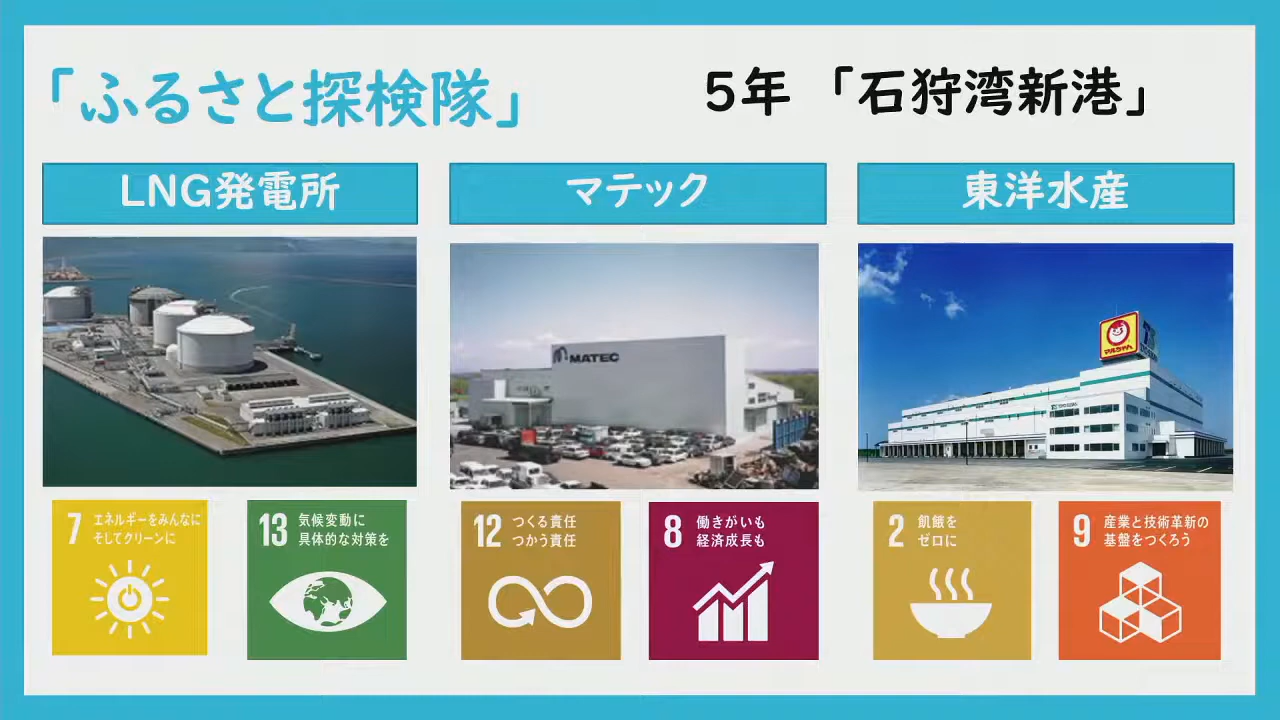 「ふるさと探検隊」
5年 「石狩湾新港」
LNG発電所
マテック
東洋水産
MATEC
マルちゃん
7 エネルギーをみんなに
そしてクリーンに
13 気候変動に
具体的な対策を
12 つくる責任
つかう責任
8 働きがいも
経済成長も
2 飢餓を
ゼロに
9 産業と技術革新の
基盤をつくろう